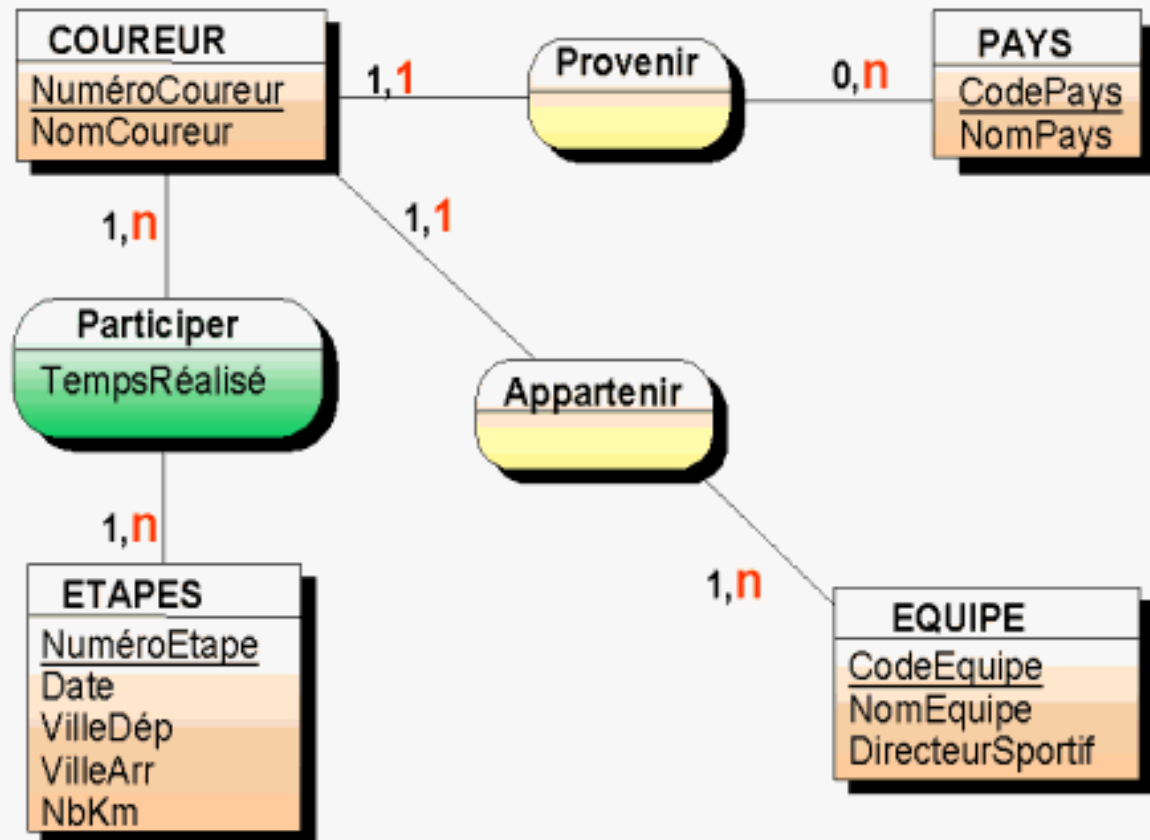 COUREUR
NuméroCoureur
NomCoureur
1,1
Provenir
0,n
PAYS
CodePays
NomPays
1,n
1,1
Participer
TempsRéalisé
Appartenir
1,n
1,n
ETAPES
NuméroEtape
Date
VilleDép
VilleArr
NbKm
EQUIPE
CodeEquipe
NomEquipe
DirecteurSportif